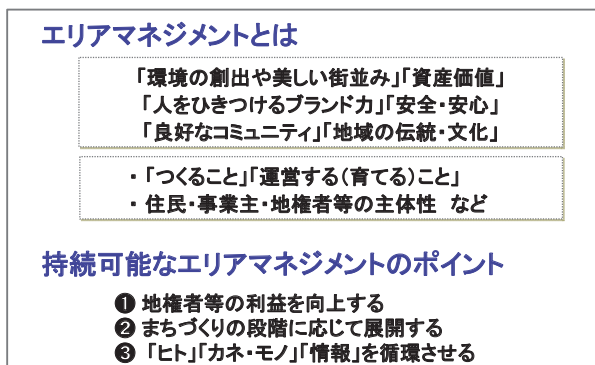 エリアマネジメントとは
「環境の創出や美しい街並み」「資産価値」
「人をひきつけるブランド力」「安全・安心」
「良好なコミュニティ」「地域の伝統・文化」
・「つくること」「運営する(育てる)こと」
・住民・事業主・地権者等の主体性 など
持続可能なエリアマネジメントのポイント
❶ 地権者等の利益を向上する
❷ まちづくりの段階に応じて展開する
❸ 「ヒト」「カネ・モノ」「情報」を循環させる